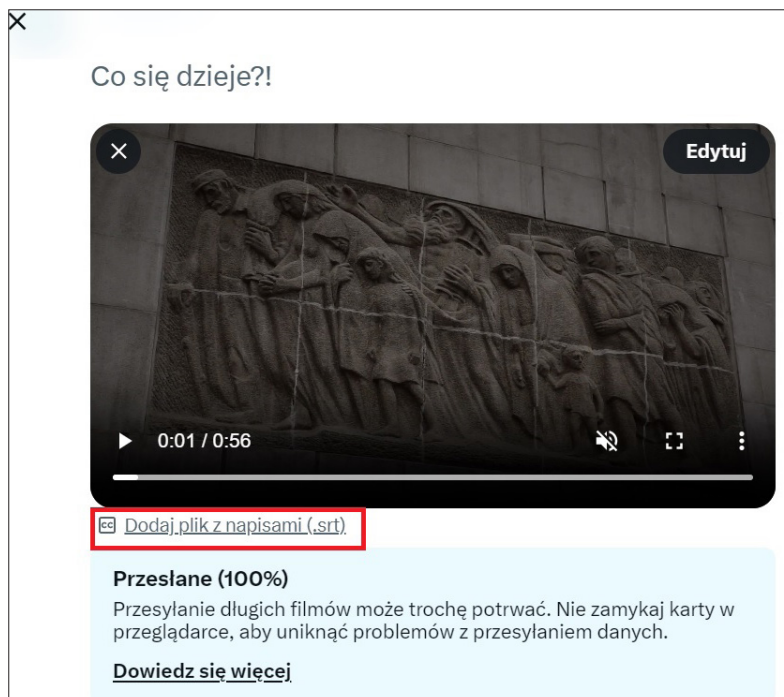 Co się dzieje?!
Edytuj
0:01 / 0:56
cc Dodaj plik z napisami (.srt)
Przesłane (100%)
Przesyłanie długich filmów może trochę potrwać. Nie zamykaj karty w
przeglądarce, aby uniknąć problemów z przesyłaniem danych.
Dowiedz się więcej